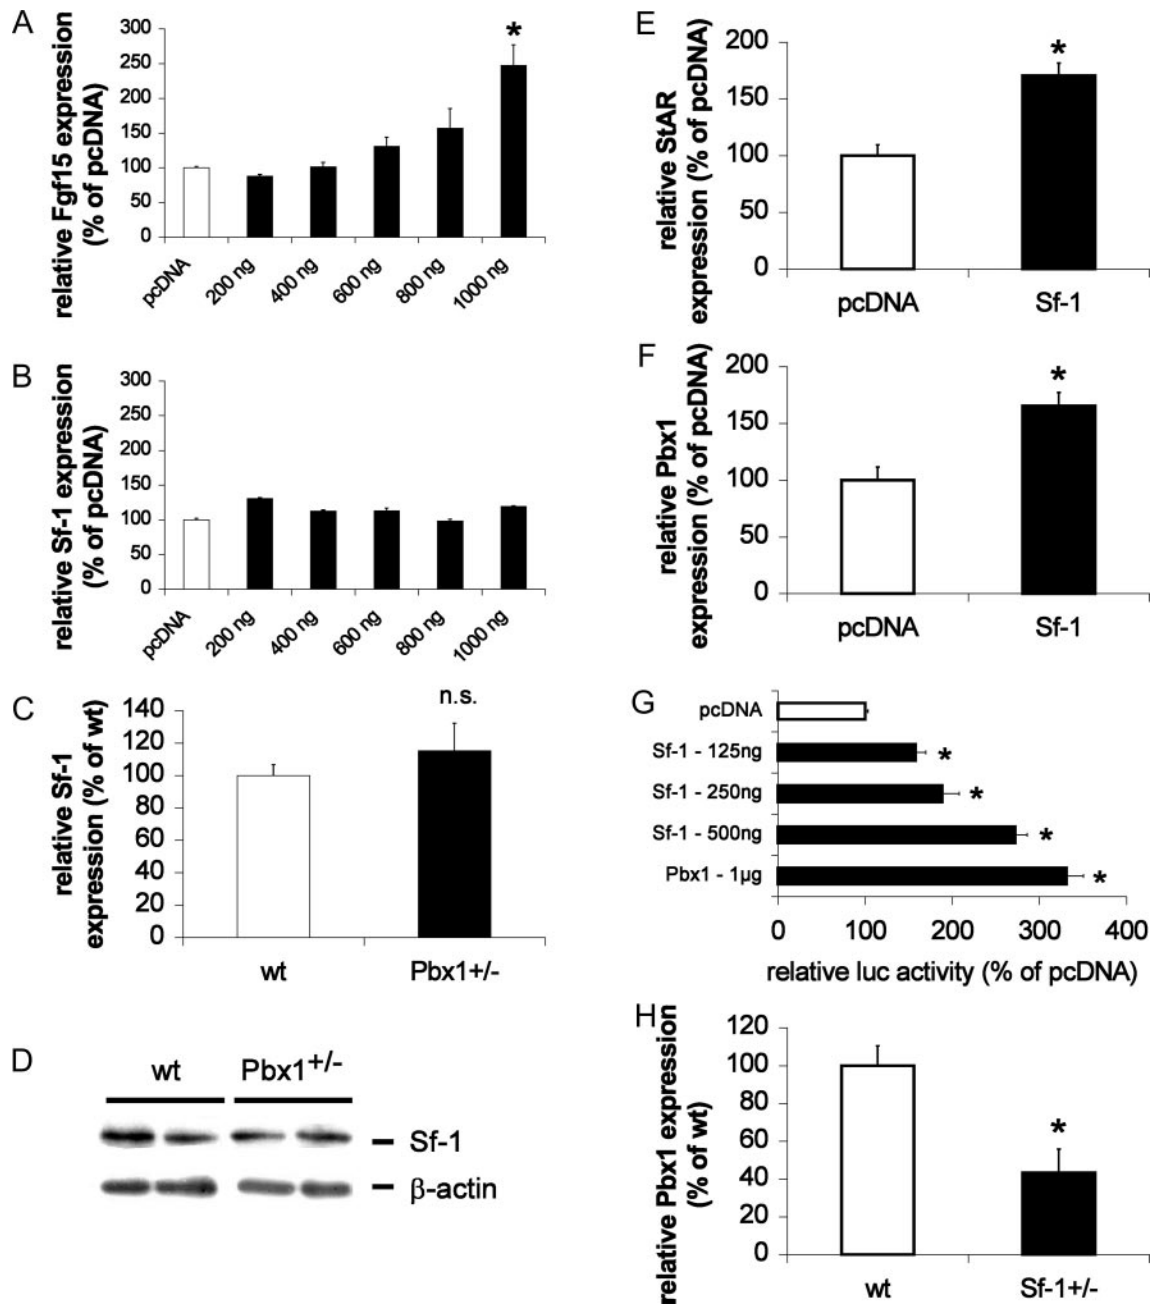 A
relative Fgf15 expression
(% of pcDNA)
300
250
200
150
100
50
0
*
pcDNA
200 ng
400 ng
600 ng
800 ng
1000 ng
B
relative Sf-1 expression
(% of pcDNA)
300
250
200
150
100
50
0
pcDNA
200 ng
400 ng
600 ng
800 ng
1000 ng
C
relative Sf-1
expression (% of wt)
140
120
100
80
60
40
20
0
n.s.
wt
Pbx1+/-
D
wt
Pbx1+/-
Sf-1
β-actin
E
relative StAR
expression (% of pcDNA)
200
150
100
50
0
*
pcDNA
Sf-1
F
relative Pbx1
expression (% of pcDNA)
200
150
100
50
0
*
pcDNA
Sf-1
G
pcDNA
Sf-1 - 125ng
*
Sf-1 - 250ng
*
Sf-1 - 500ng
*
Pbx1 - 1µg
*
0
100
200
300
400
relative luc activity (% of pcDNA)
H
relative Pbx1 expression
(% of wt)
120
100
80
60
40
20
0
*
wt
Sf-1+/-